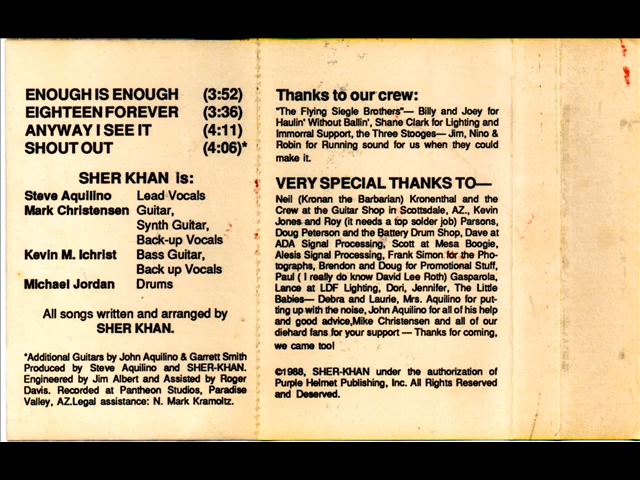 ENOUGH IS ENOUGH (3:52)
EIGHTEEN FOREVER (3:36)
ANYWAY I SEE IT (4:11)
SHOUT OUT (4:06)*
SHER KHAN is:
Steve Aquilino Lead Vocals
Mark Christensen Guitar,
Synth Guitar,
Back-up Vocals
Kevin M. Ichrist Bass Guitar,
Back up Vocals
Michael Jordan Drums
All songs written and arranged by
SHER KHAN.
*Additional Guitars by John Aquilino & Garrett Smith
Produced by Steve Aquilino and SHER-KHAN.
Engineered by Jim Albert and Assisted by Roger
Davis. Recorded at Pantheon Studios, Paradise
Valley, AZ.Legal assistance: N. Mark Kramoltz.
Thanks to our crew:
"The Flying Siegle Brothers"— Billy and Joey for
Haulin' Without Ballin', Shane Clark for Lighting and
Immorral Support, the Three Stooges— Jim, Nino &
Robin for Running sound for us when they could
make it.
VERY SPECIAL THANKS TO—
Neil (Kronan the Barbarian) Kronenthal and the
Crew at the Guitar Shop in Scottsdale, AZ., Kevin
Jones and Roy (it needs a top solder job) Parsons,
Doug Peterson and the Battery Drum Shop, Dave at
ADA Signal Processing, Scott at Mesa Boogie,
Alesis Signal Processing, Frank Simon for the Pho-
tographs, Brendon and Doug for Promotional Stuff,
Paul ( I really do know David Lee Roth) Gasparola,
Lance at LDF Lighting, Dori, Jennifer, The Little
Babies— Debra and Laurie, Mrs. Aquilino for put-
ting up with the noise, John Aquilino for all of his help
and good advice,Mike Christensen and all of our
diehard fans for your support — Thanks for coming,
we came too!
©1988, SHER-KHAN under the authorization of
Purple Helmet Publishing, Inc. All Rights Reserved
and Deserved.